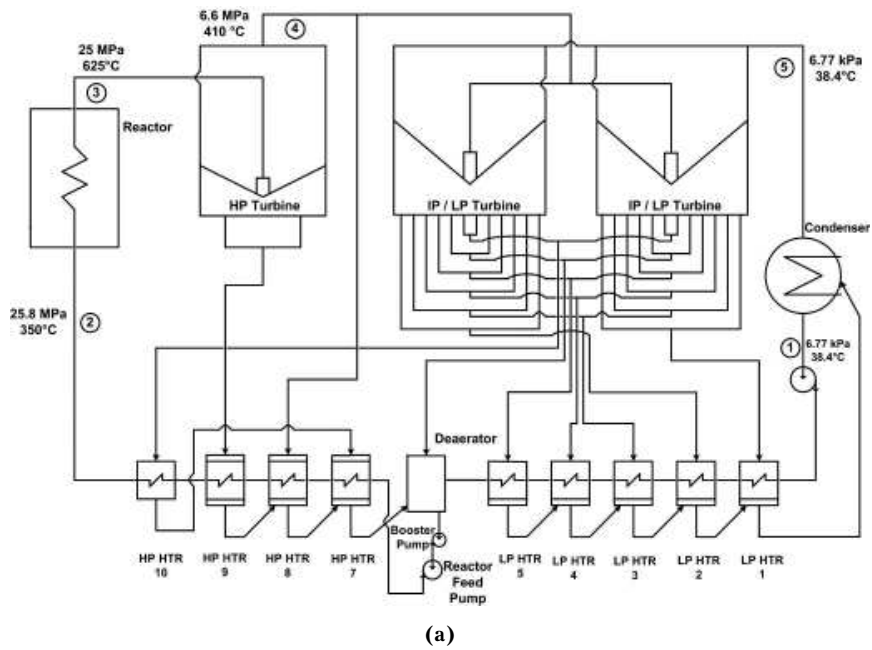 6.6 MPa
410 °C
④
25 MPa
625°C
③
Reactor
HP Turbine
IP / LP Turbine
IP / LP Turbine
⑤
6.77 kPa
38.4°C
Condenser
25.8 MPa
350°C
②
①
6.77 kPa
38.4°C
Deaerator
Booster
Pump
Reactor
Feed
Pump
HP HTR
10
HP HTR
9
HP HTR
8
HP HTR
7
LP HTR
5
LP HTR
4
LP HTR
3
LP HTR
2
LP HTR
1
(a)